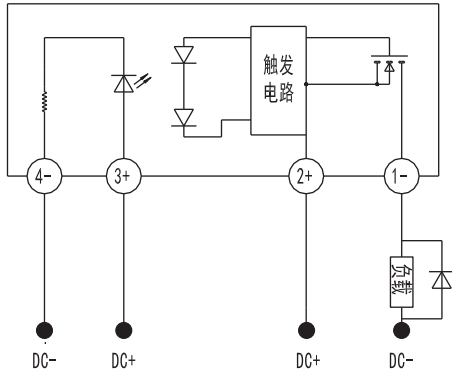 触发
电路
4- 3+ 2+ 1-
负载
DC- DC+ DC+ DC-